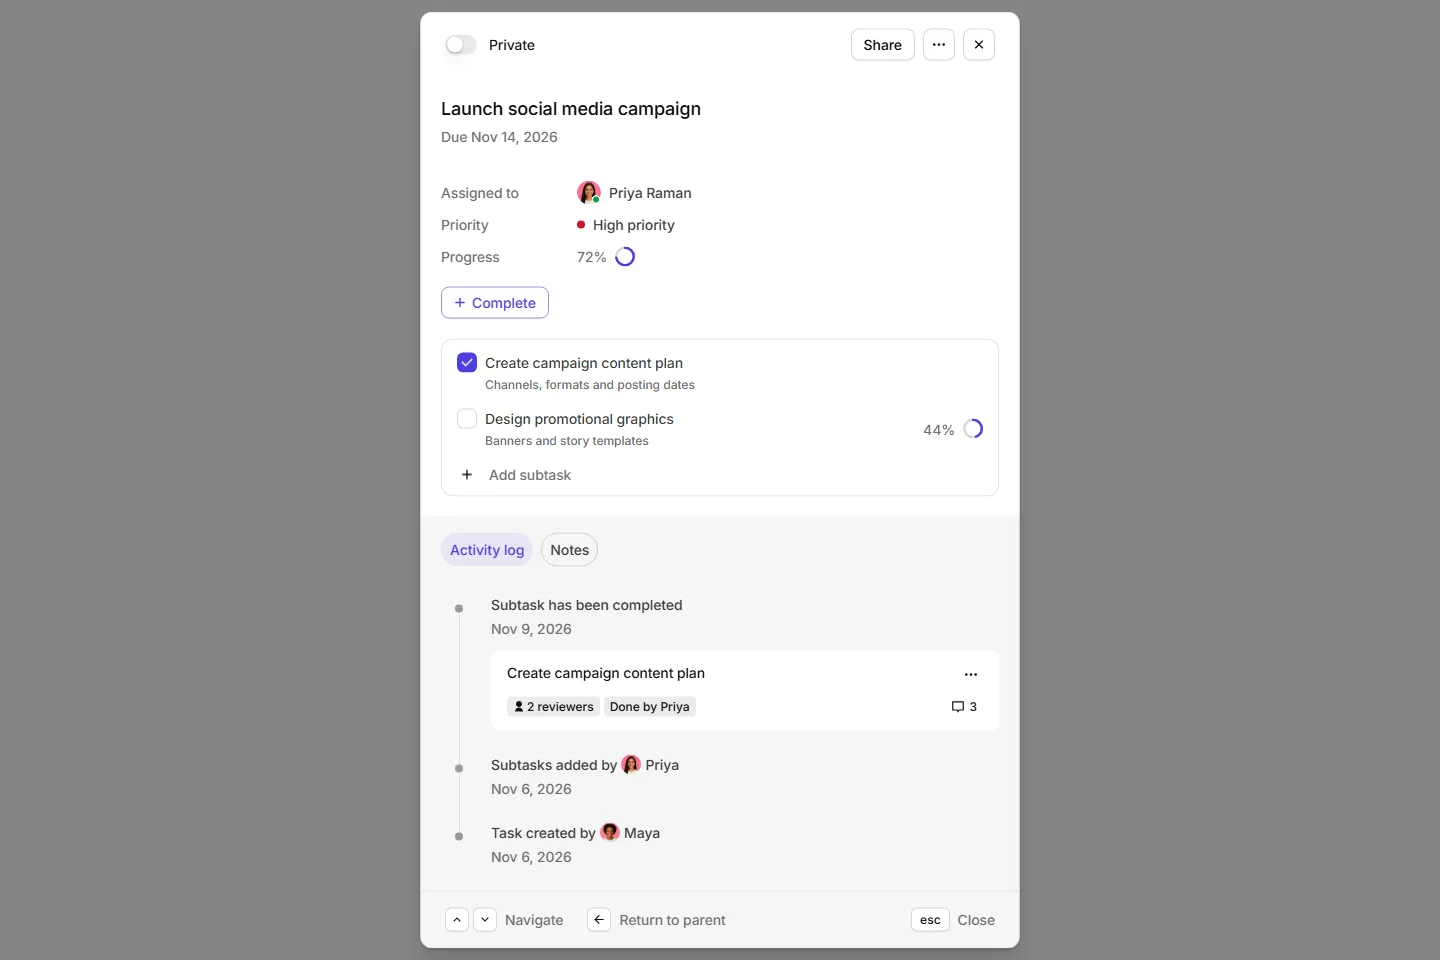 Private
Share
Launch social media campaign
Due Nov 14, 2026
Assigned to
Priya Raman
Priority
High priority
Progress
72%
Complete
Create campaign content plan
Channels, formats and posting dates
Design promotional graphics
Banners and story templates
44%
Add subtask
Activity log
Notes
Subtask has been completed
Nov 9, 2026
Create campaign content plan
2 reviewers
Done by Priya
3
Subtasks added by Priya
Nov 6, 2026
Task created by Maya
Nov 6, 2026
Navigate
Return to parent
esc
Close